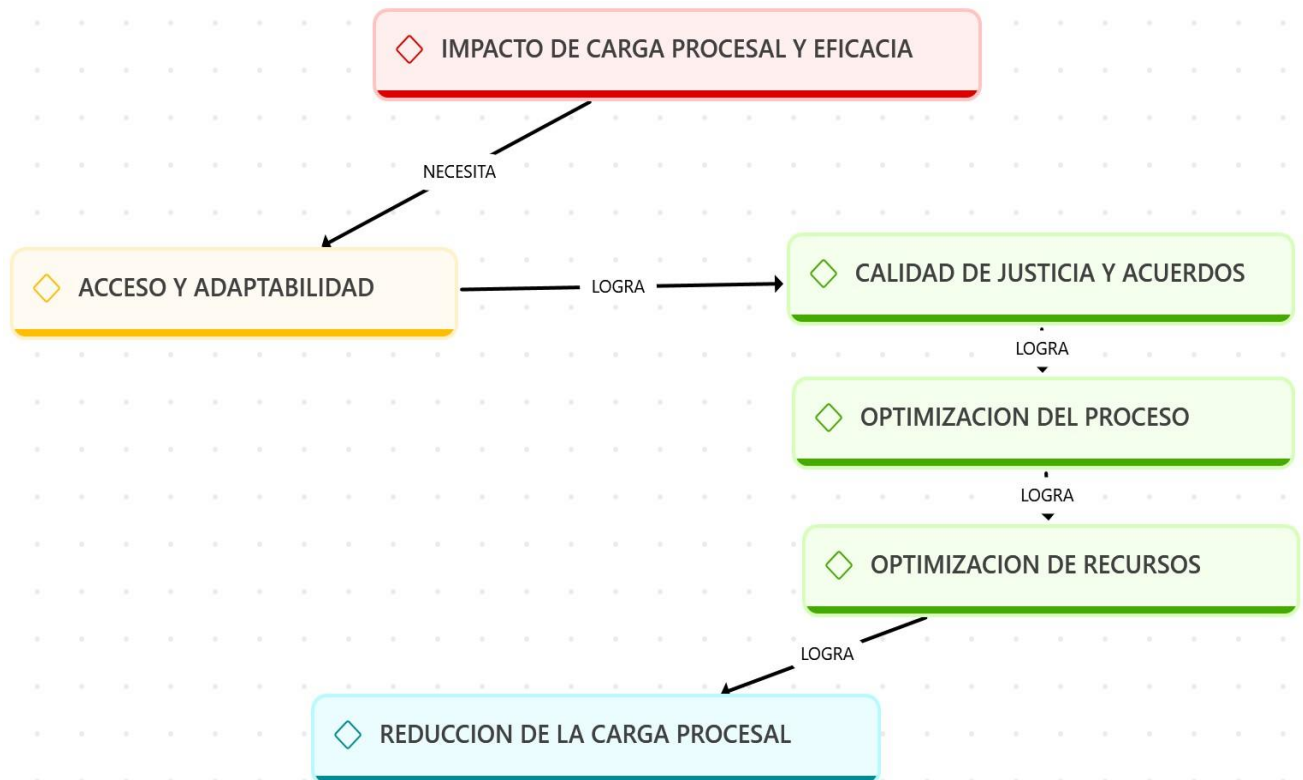 IMPACTO DE CARGA PROCESAL Y EFICACIA
NECESITA
ACCESO Y ADAPTABILIDAD
LOGRA
CALIDAD DE JUSTICIA Y ACUERDOS
LOGRA
OPTIMIZACION DEL PROCESO
LOGRA
OPTIMIZACION DE RECURSOS
LOGRA
REDUCCION DE LA CARGA PROCESAL